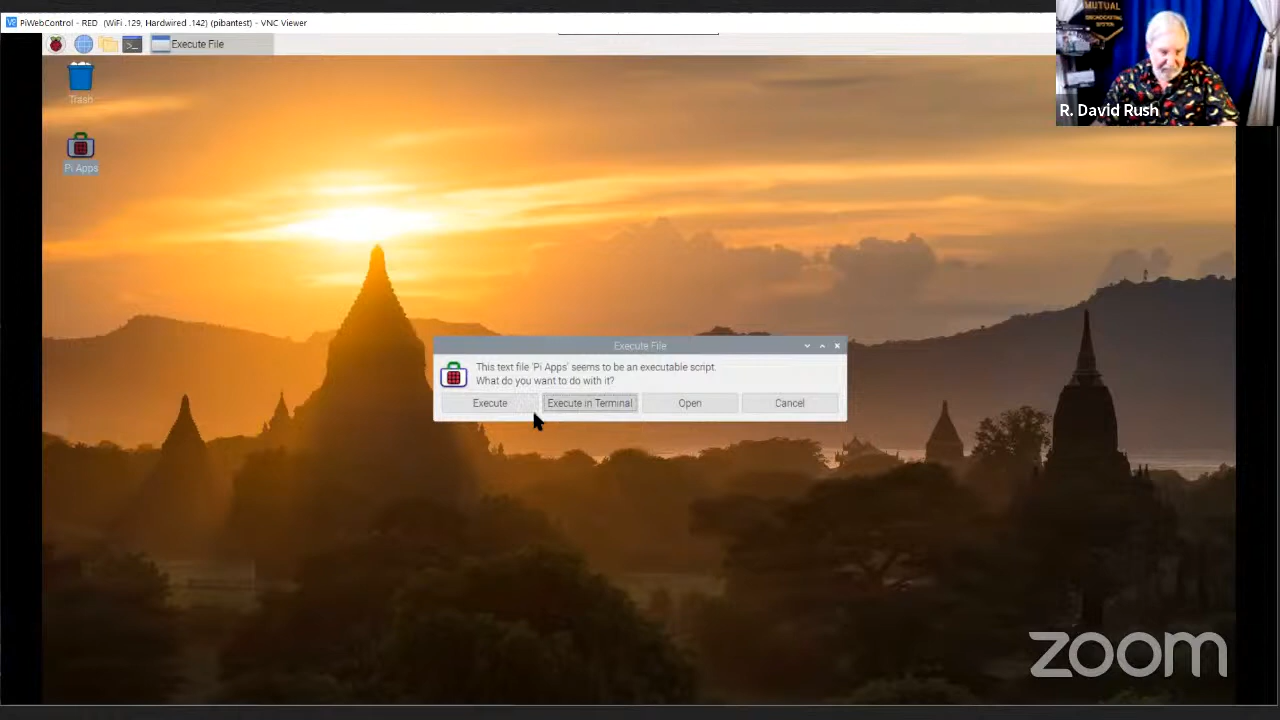 PiWebControl - RED (WiFi .129, Hardwired .142) (pibantest) - VNC Viewer
Execute File
Trash
Pi Apps
MUTUAL
BROADCASTING
SYSTEM
R. David Rush
Execute File
This text file 'Pi Apps' seems to be an executable script.
What do you want to do with it?
Execute
Execute in Terminal
Open
Cancel
zoom